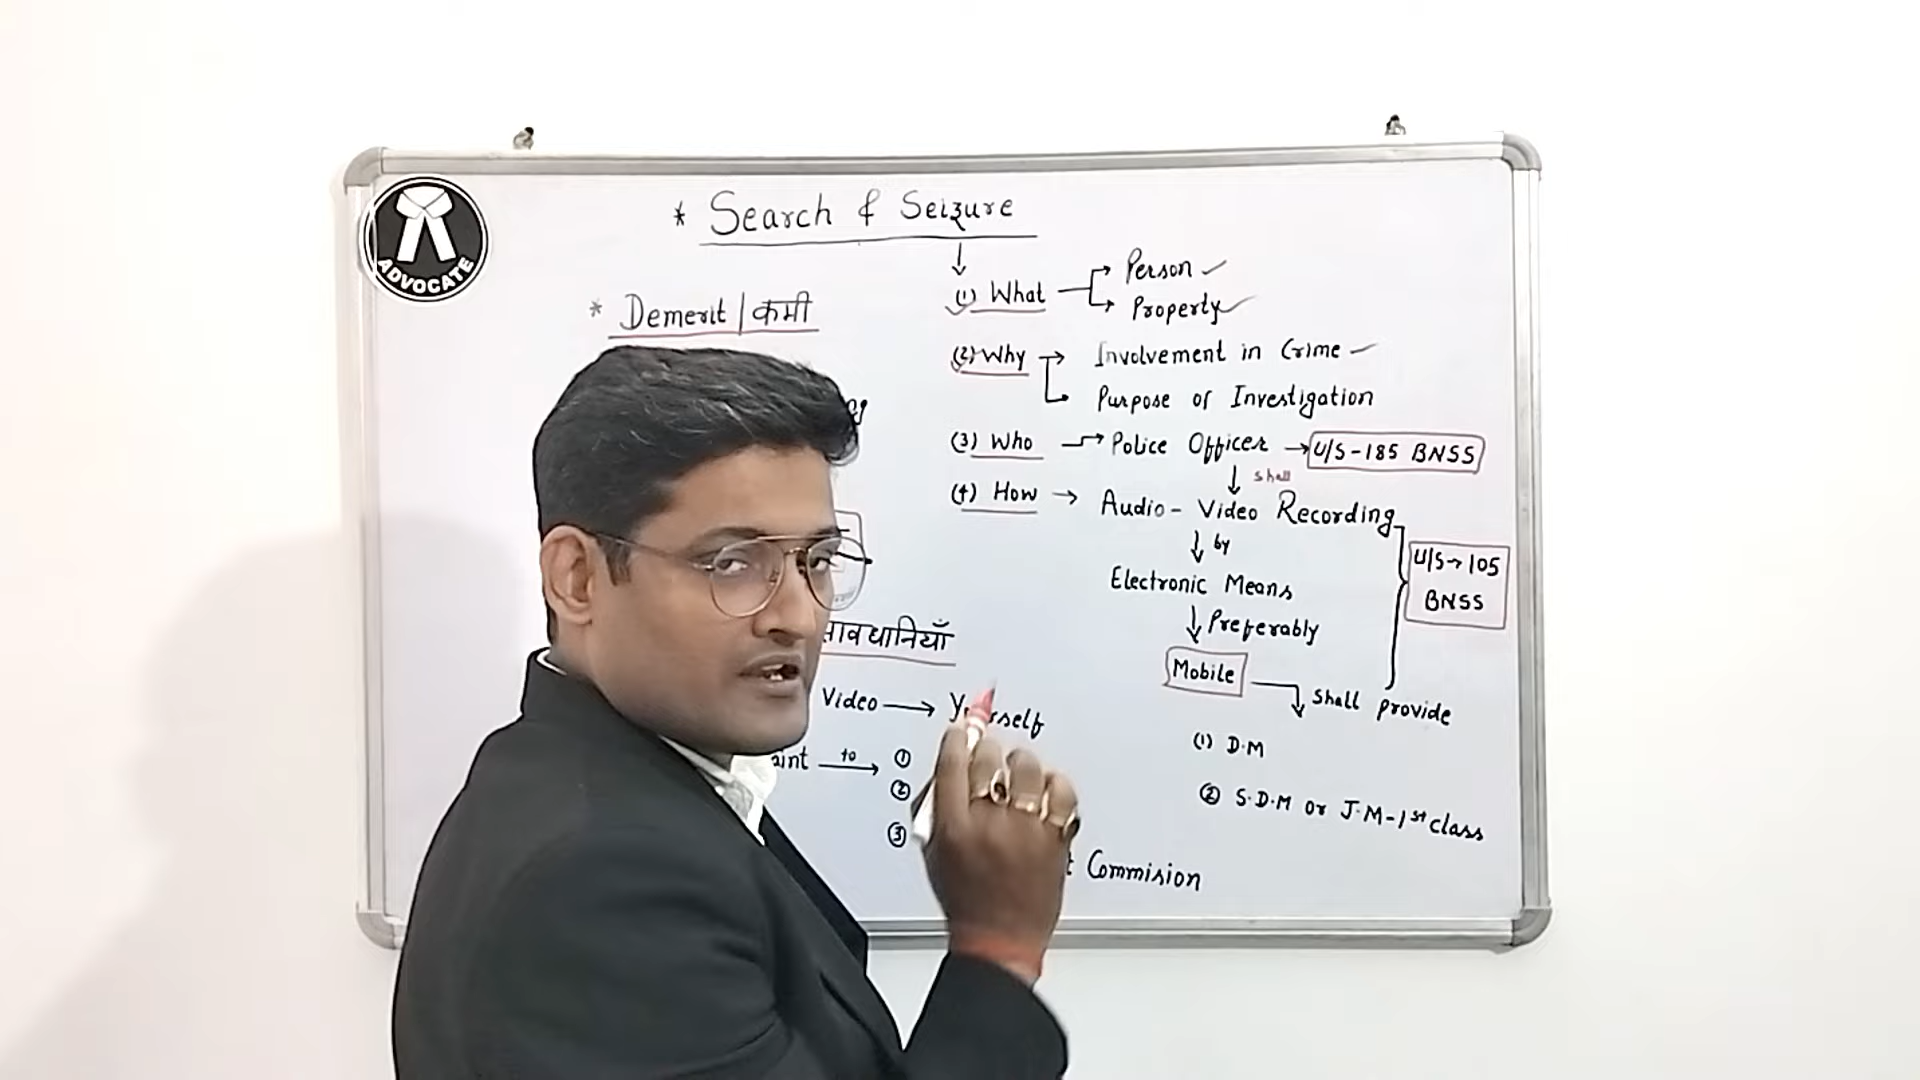 ADVOCATE
* Search & Seizure
(1) What
Person
Property
(2) Why
Involvement in Crime
Purpose of Investigation
(3) Who → Police Officer → U/S-185 BNSS
shall
(4) How → Audio-Video Recording
by
Electronic Means
Preferably
Mobile
U/S→105
BNSS
Shall provide
(1) D.M
② S.D.M or J.M-1st class
* Demerit/कमी
सावधानियाँ
Video → Yourself
to → ①
②
③
Commision